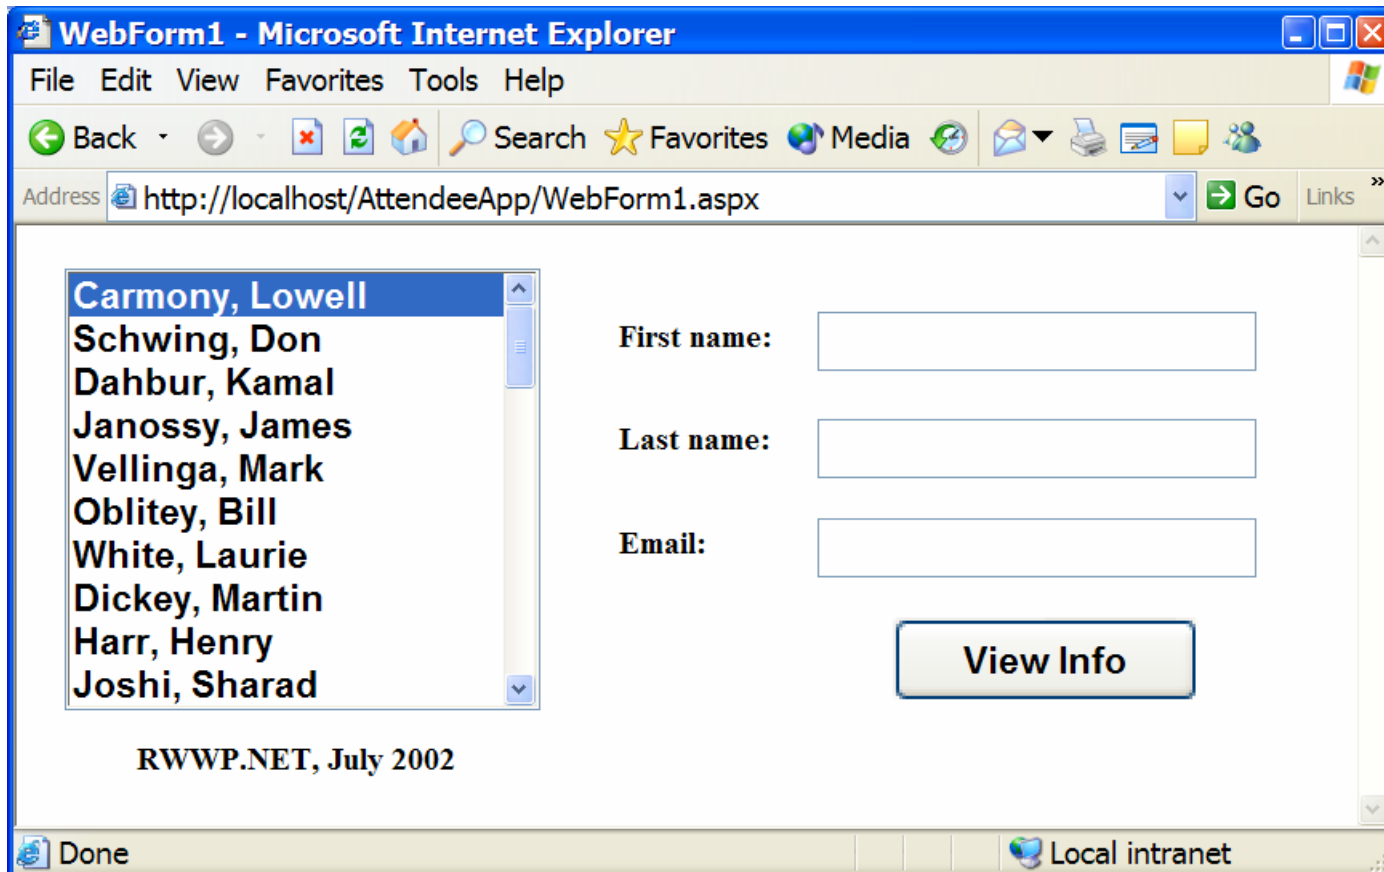 WebForm1 - Microsoft Internet Explorer
File Edit View Favorites Tools Help
Back Search Favorites Media
Address http://localhost/AttendeeApp/WebForm1.aspx Go Links »
Carmony, Lowell
Schwing, Don
Dahbur, Kamal
Janossy, James
Vellinga, Mark
Oblitey, Bill
White, Laurie
Dickey, Martin
Harr, Henry
Joshi, Sharad
RWWP.NET, July 2002
First name:
Last name:
Email:
View Info
Done Local intranet